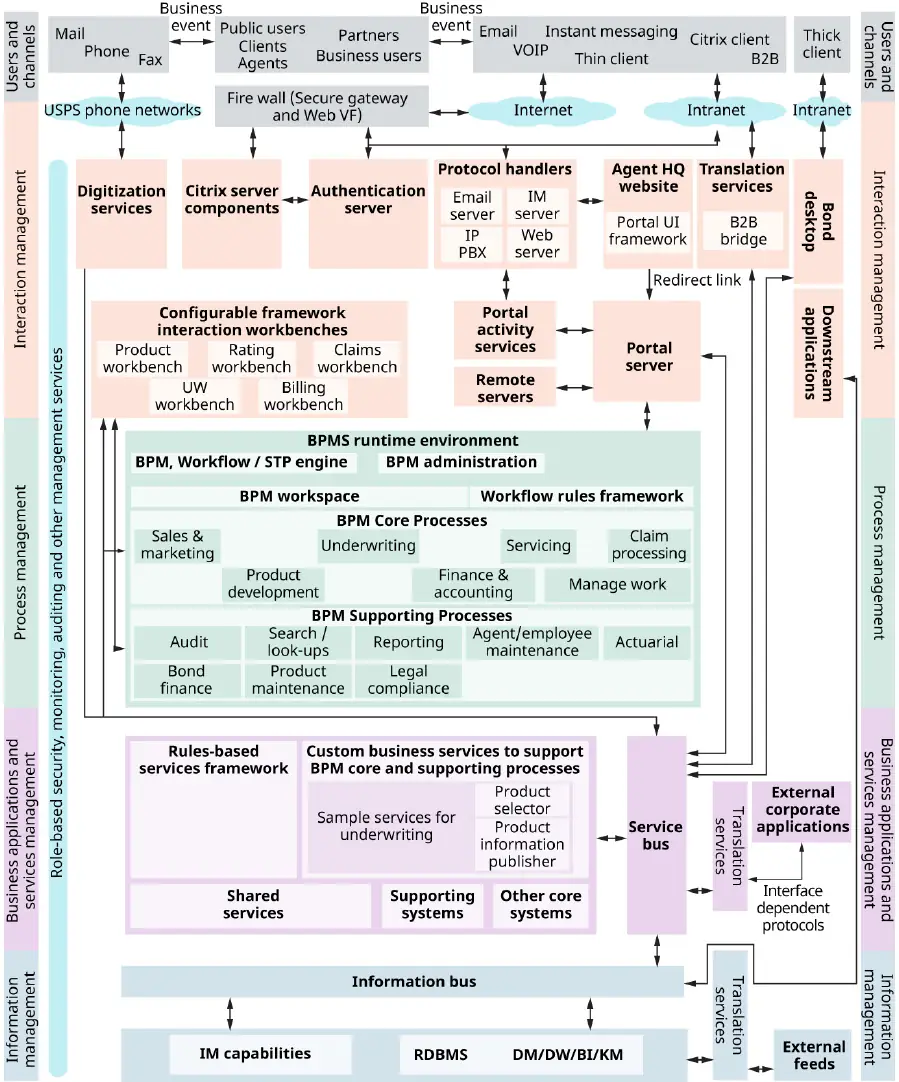 Users and
channels
Mail
Phone
Fax
Business
event
Public users
Clients
Agents
Partners
Business users
Business
event
Email
VOIP
Instant messaging
Thin client
Citrix client
B2B
Thick
client
Users and
channels
USPS phone networks
Fire wall (Secure gateway
and Web VF)
Internet
Intranet
Intranet
Interaction management
Role-based security, monitoring, auditing and other management services
Digitization
services
Citrix server
components
Authentication
server
Protocol handlers
Email
server
IM
server
IP
PBX
Web
server
Agent HQ
website
Portal UI
framework
Translation
services
B2B
bridge
Bond
desktop
Interaction management
Redirect link
Configurable framework
interaction workbenches
Product
workbench
Rating
workbench
Claims
workbench
UW
workbench
Billing
workbench
Portal
activity
services
Remote
servers
Portal
server
Downstream
applications
Process management
BPMS runtime environment
BPM, Workflow / STP engine
BPM administration
BPM workspace
Workflow rules framework
BPM Core Processes
Sales &
marketing
Underwriting
Servicing
Claim
processing
Product
development
Finance &
accounting
Manage work
BPM Supporting Processes
Audit
Search /
look-ups
Reporting
Agent/employee
maintenance
Actuarial
Bond
finance
Product
maintenance
Legal
compliance
Process management
Business applications and
services management
Rules-based
services framework
Custom business services to support
BPM core and supporting processes
Sample services for
underwriting
Product
selector
Product
information
publisher
Shared
services
Supporting
systems
Other core
systems
Service
bus
Translation
services
External
corporate
applications
Interface
dependent
protocols
Business applications and
services management
Information
management
Information bus
IM capabilities
RDBMS
DM/DW/BI/KM
Translation
services
External
feeds
Information
management